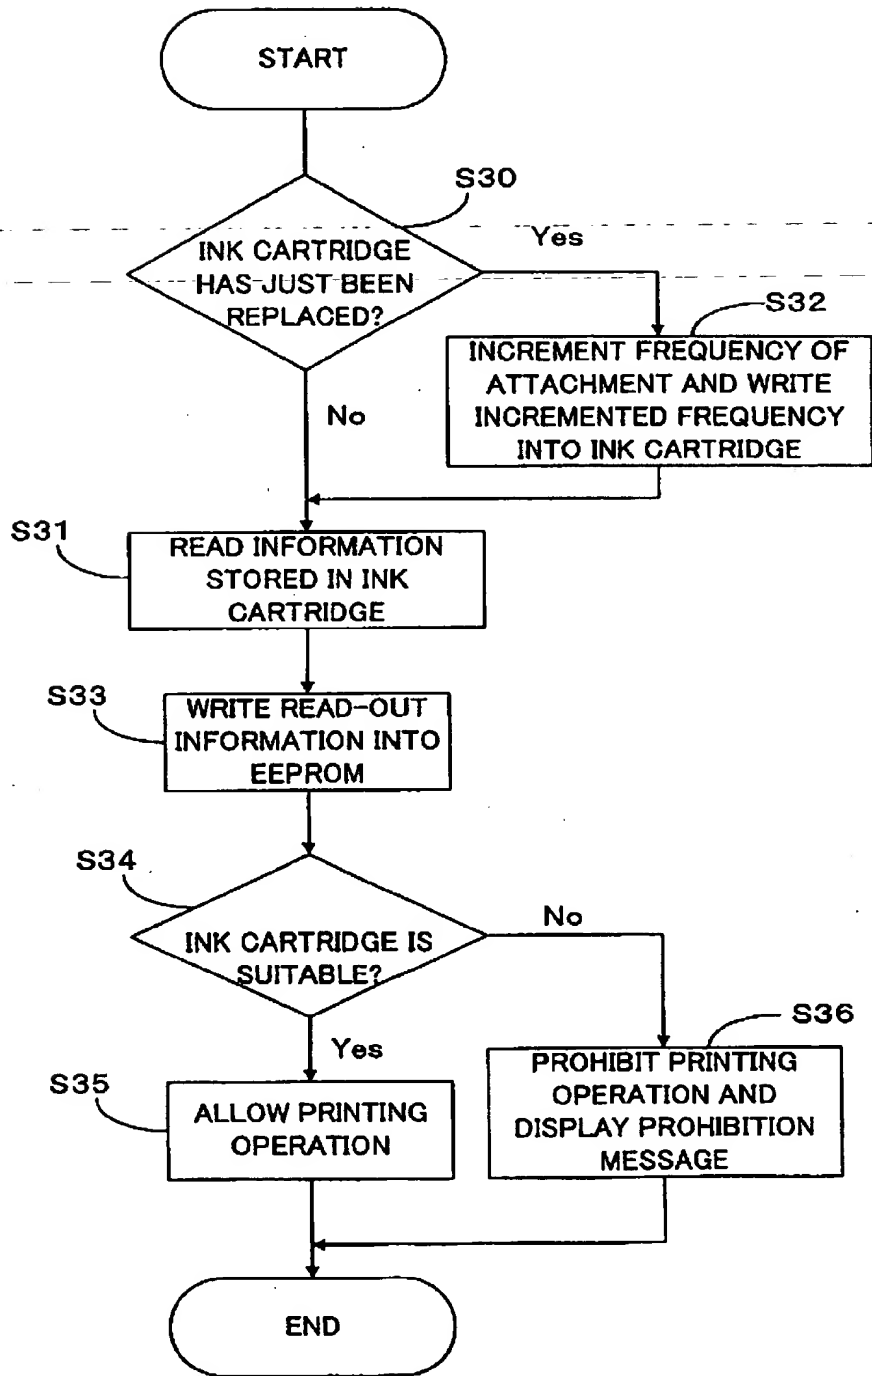 START
S30
INK CARTRIDGE
HAS JUST BEEN
REPLACED?
Yes
S32
INCREMENT FREQUENCY OF
ATTACHMENT AND WRITE
INCREMENTED FREQUENCY
INTO INK CARTRIDGE
No
S31
READ INFORMATION
STORED IN INK
CARTRIDGE
S33
WRITE READ-OUT
INFORMATION INTO
EEPROM
S34
INK CARTRIDGE IS
SUITABLE?
No
Yes
S36
PROHIBIT PRINTING
OPERATION AND
DISPLAY PROHIBITION
MESSAGE
S35
ALLOW PRINTING
OPERATION
END